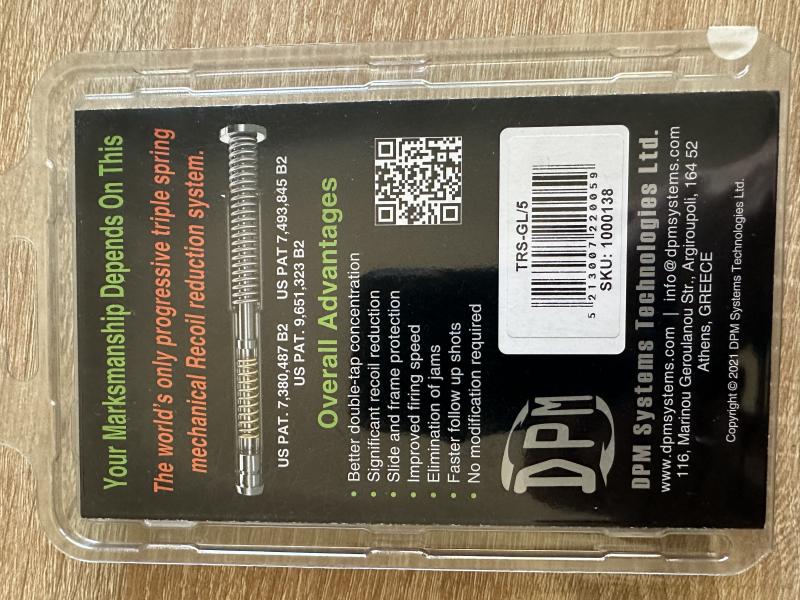 Your Marksmanship Depends On This
The world's only progressive triple spring
mechanical Recoil reduction system.
US PAT. 7,380,487 B2 US PAT 7,493,845 B2
US PAT. 9,651,323 B2
Overall Advantages
• Better double-tap concentration
• Significant recoil reduction
• Slide and frame protection
• Improved firing speed
• Elimination of jams
• Faster follow up shots
• No modification required
TRS-GL/5
5 213007 220059
SKU: 1000138
DPM
DPM Systems Technologies Ltd.
www.dpmsystems.com | info@dpmsystems.com
116, Marinou Geroulanou Str., Argiroupoli, 164 52
Athens, GREECE
Copyright © 2021 DPM Systems Technologies Ltd.